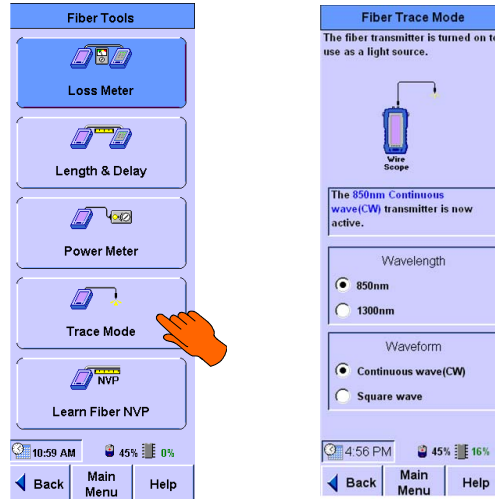 Fiber Tools
Loss Meter
Length & Delay
Power Meter
Trace Mode
NVP
Learn Fiber NVP
10:59 AM 45% 0%
Back Main Menu Help
Fiber Trace Mode
The fiber transmitter is turned on to
use as a light source.
Wire
Scope
The 850nm Continuous
wave(CW) transmitter is now
active.
Wavelength
850nm
1300nm
Waveform
Continuous wave(CW)
Square wave
4:56 PM 45% 16%
Back Main Menu Help